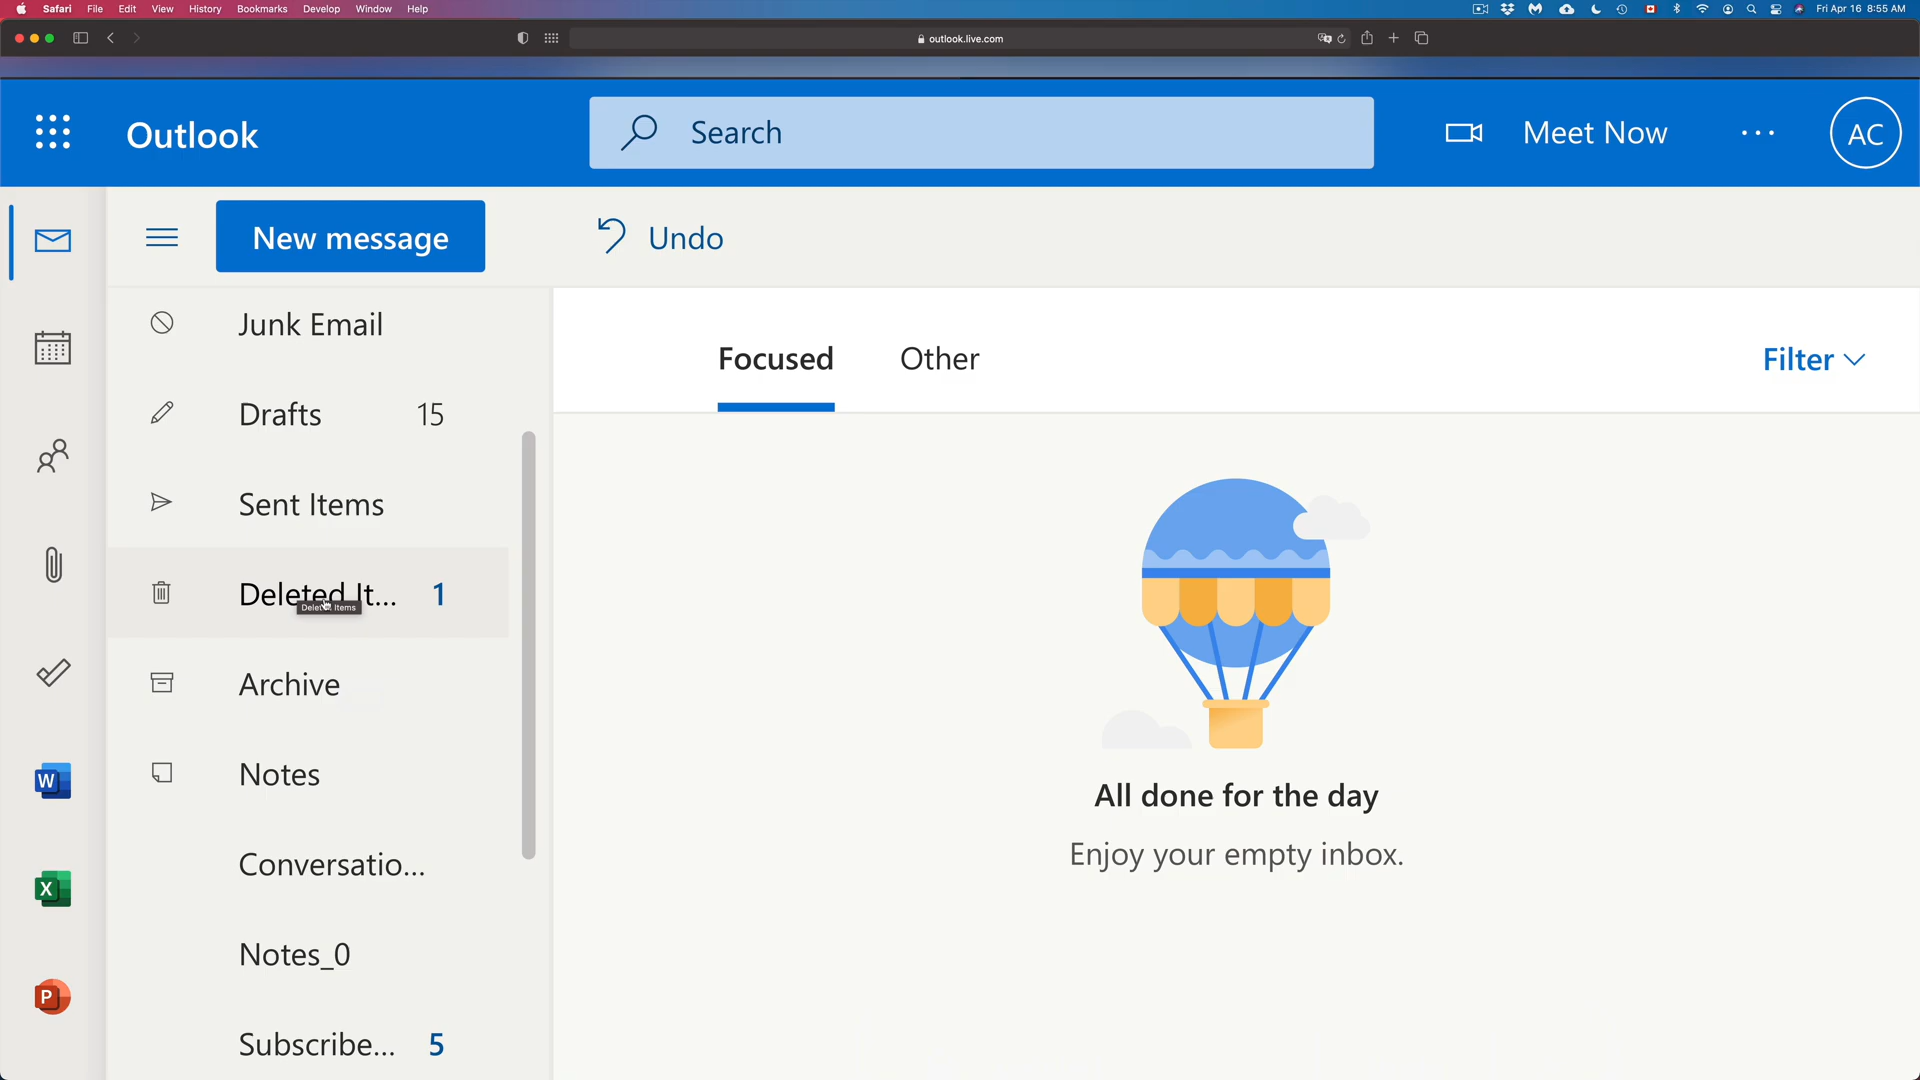 Safari File Edit View History Bookmarks Develop Window Help
Fri Apr 16 8:55 AM
outlook.live.com
Outlook
Search
Meet Now
AC
New message
Undo
Junk Email
Drafts 15
Sent Items
Deleted It... 1
Archive
Notes
Conversatio...
Notes_0
Subscribe... 5
Focused Other
Filter
All done for the day
Enjoy your empty inbox.
W
X
P